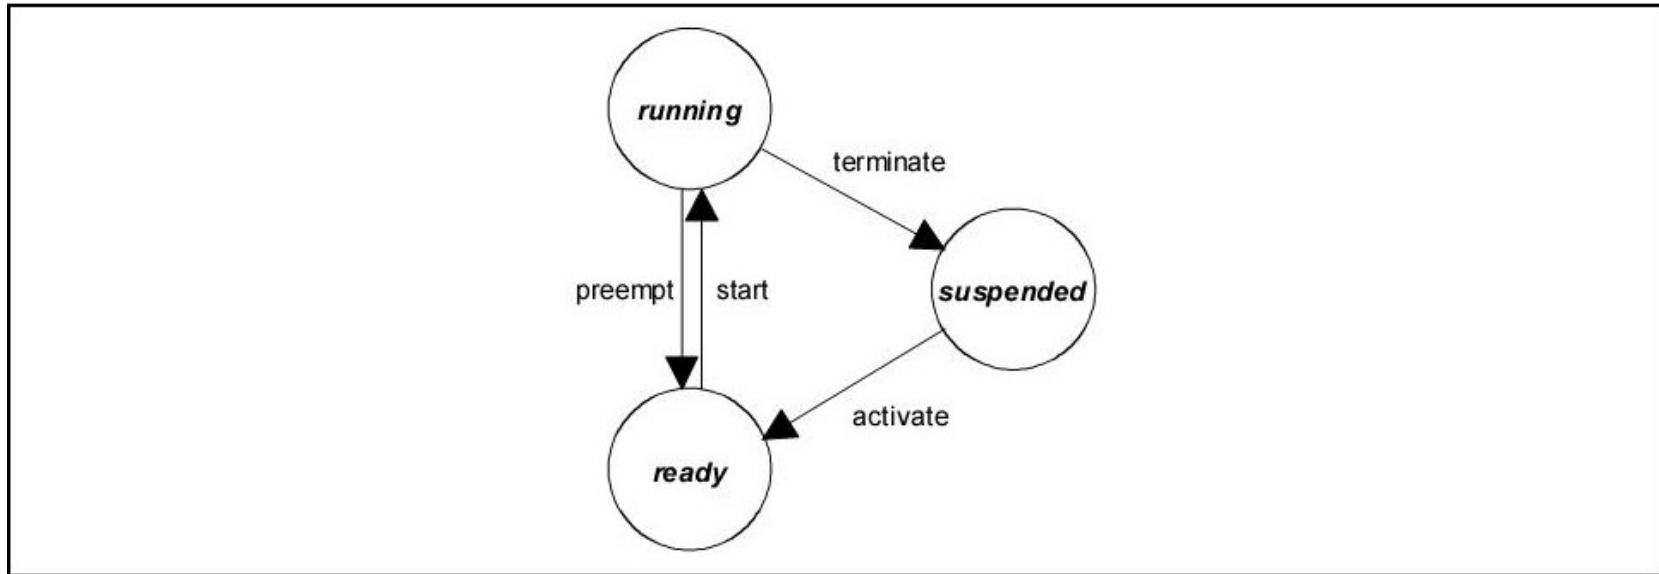 running
terminate
preempt
start
suspended
activate
ready